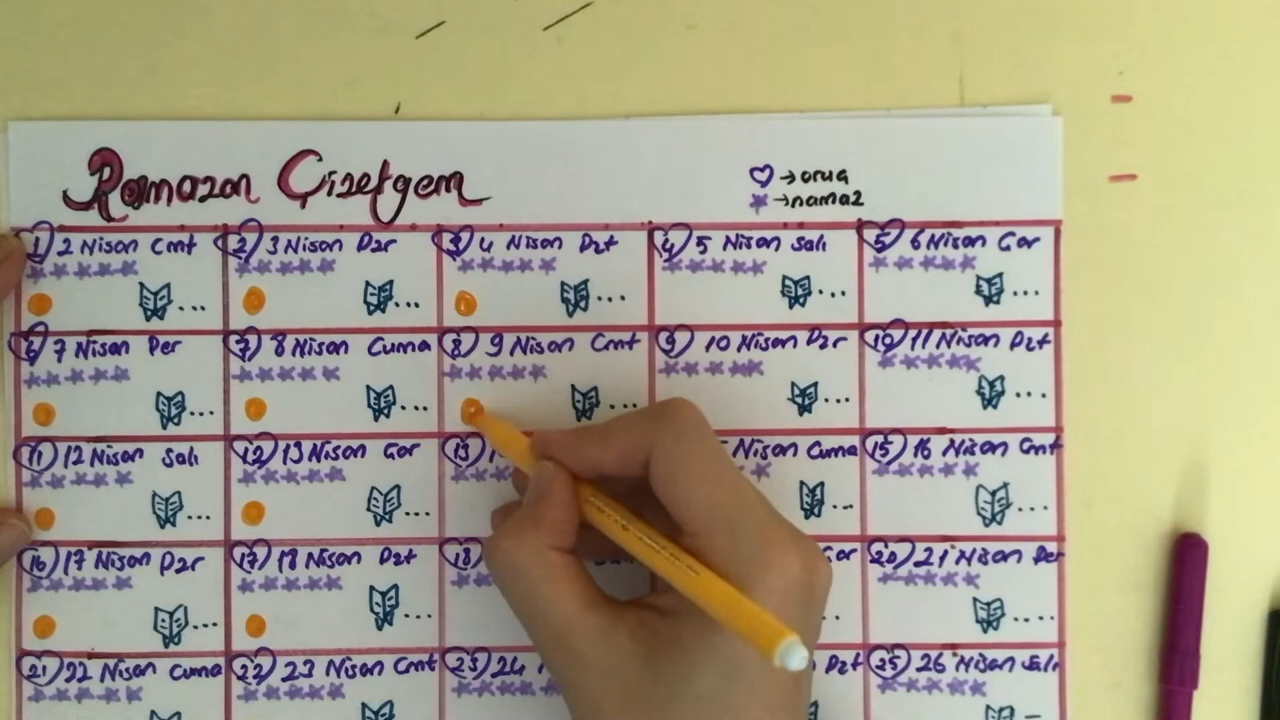 Ramazan Çizelgem
→oruç
→namaz
1 2 Nisan Cmt
2 3 Nisan Pzr
3 4 Nisan Pzt
4 5 Nisan Salı
5 6 Nisan Çar
...
...
...
...
...
6 7 Nisan Per
7 8 Nisan Cuma
8 9 Nisan Cmt
9 10 Nisan Pzr
10 11 Nisan Pzt
...
...
...
...
...
11 12 Nisan Salı
12 13 Nisan Çar
13
Nisan Cuma
15 16 Nisan Cmt
...
...
...
...
16 17 Nisan Pzr
17 18 Nisan Pzt
18
20 21 Nisan Per
...
...
....
21 22 Nisan Cuma
22 23 Nisan Cmt
23 24
Pzt
25 26 Nisan Salı